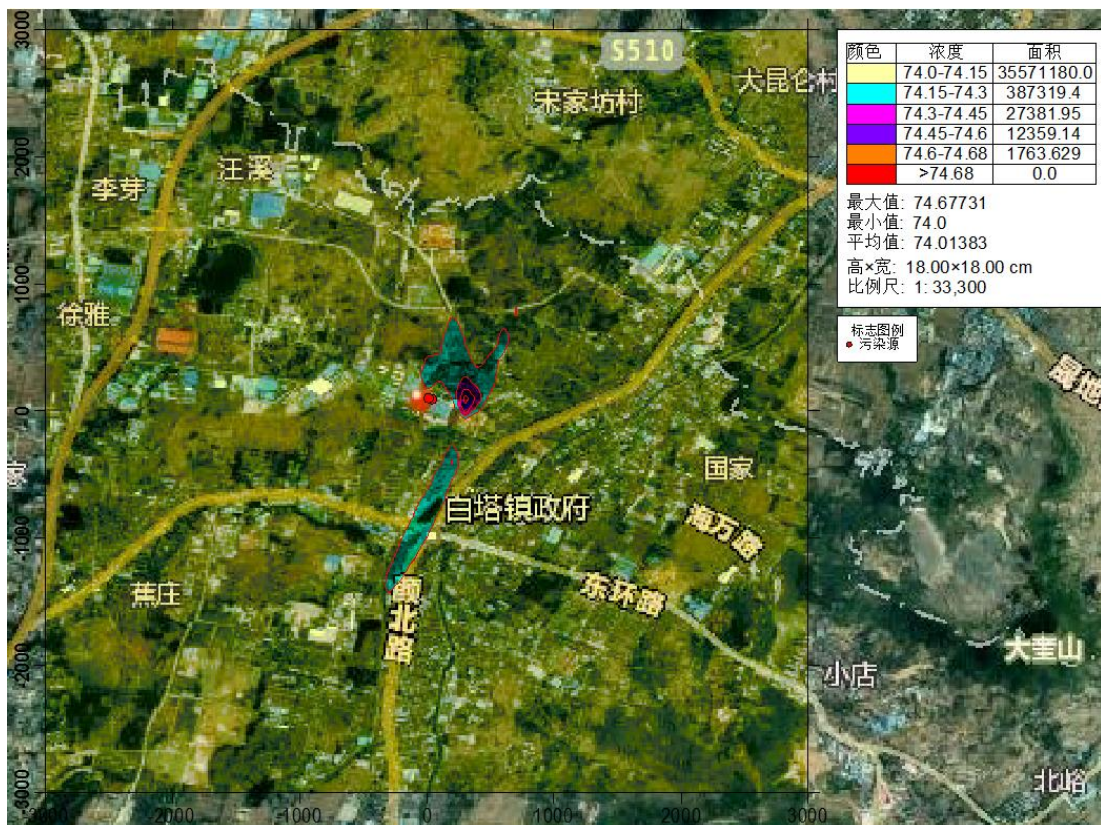 3000
S510
大昆仑村
宋家坊村
颜色 浓度 面积
74.0-74.15 35571180.0
74.15-74.3 387319.4
74.3-74.45 27381.95
74.45-74.6 12359.14
74.6-74.68 1763.629
>74.68 0.0
最大值: 74.67731
最小值: 74.0
平均值: 74.01383
高×宽: 18.00×18.00 cm
比例尺: 1: 33,300
标志图例
污染源
2000
汪溪
李芽
1000
徐雅
0
国家
白塔镇政府
-1000
蕉庄
东环路
颜北路
-2000
大奎山
小店
北峪
-3000
-3000 -2000 -1000 0 1000 2000 3000